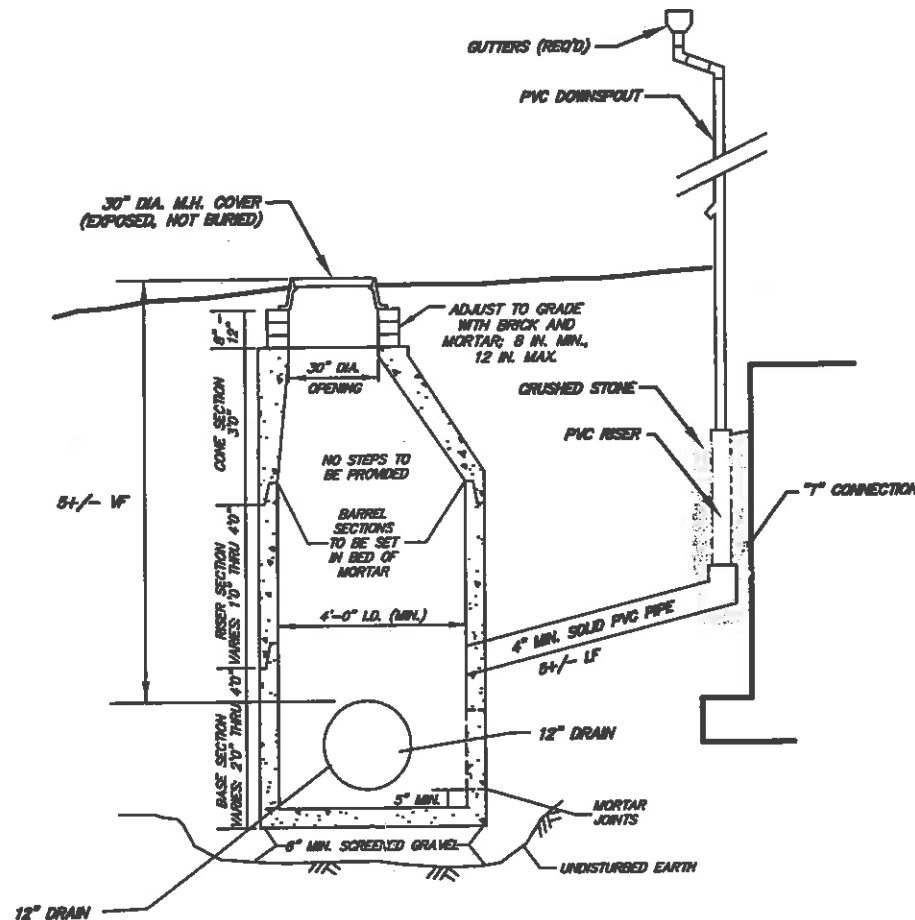 GUTTERS (REQ'D)
PVC DOWNSPOUT
30" DIA. M.H. COVER
(EXPOSED, NOT BURIED)
8" -
12"
ADJUST TO GRADE
WITH BRICK AND
MORTAR; 8 IN. MIN.,
12 IN. MAX.
30" DIA.
OPENING
CRUSHED STONE
PVC RISER
CONE SECTION
3'0"
NO STEPS TO
BE PROVIDED
"T" CONNECTION
5+/- VF
BARREL
SECTIONS
TO BE SET
IN BED OF
MORTAR
RISER SECTION
VARIES: 1'0" THRU 4'0"
4'-0" I.D. (MIN.)
4" MIN. SOLID PVC PIPE
5+/- LF
BASE SECTION
VARIES: 2'0" THRU 4'0"
12" DRAIN
5" MIN.
MORTAR
JOINTS
6" MIN. SCREENED GRAVEL
UNDISTURBED EARTH
12" DRAIN